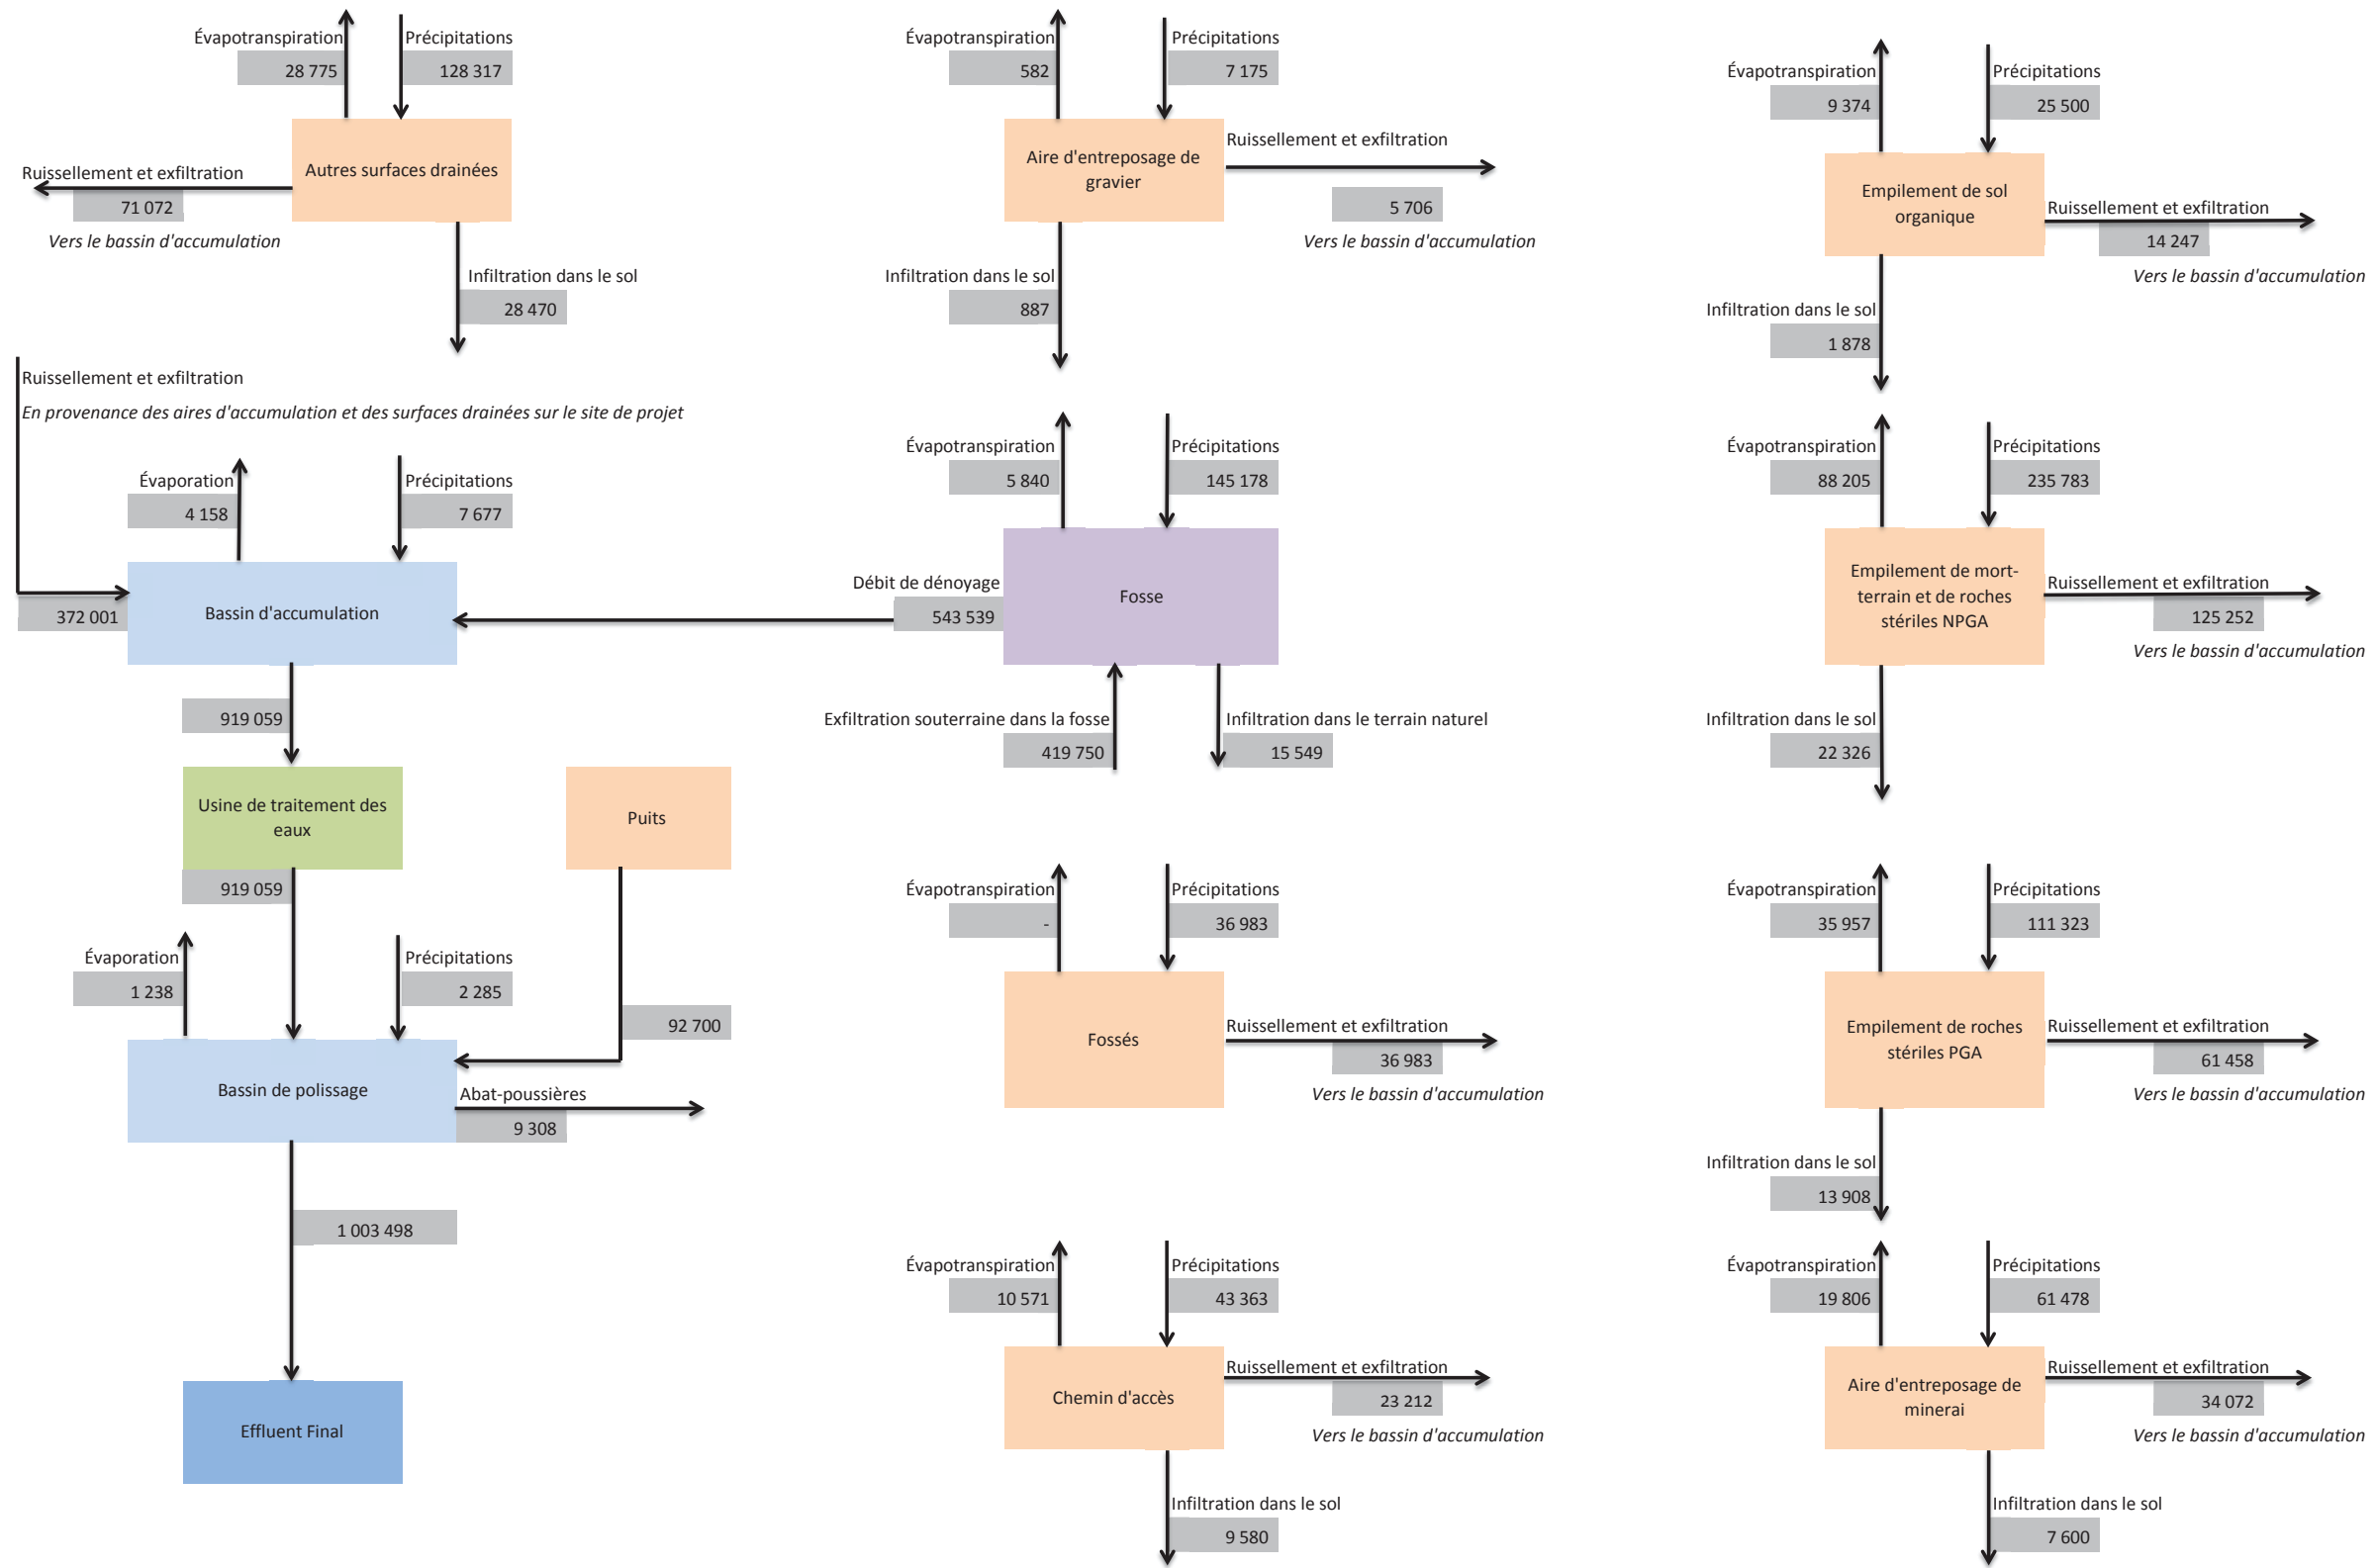 Évapotranspiration
28 775
Précipitations
128 317
Autres surfaces drainées
Ruissellement et exfiltration
71 072
Vers le bassin d'accumulation
Infiltration dans le sol
28 470
Ruissellement et exfiltration
En provenance des aires d'accumulation et des surfaces drainées sur le site de projet
372 001
Évaporation
4 158
Précipitations
7 677
Bassin d'accumulation
919 059
Usine de traitement des
eaux
919 059
Puits
92 700
Évaporation
1 238
Précipitations
2 285
Bassin de polissage
Abat-poussières
9 308
1 003 498
Effluent Final
Évapotranspiration
582
Précipitations
7 175
Aire d'entreposage de
gravier
Ruissellement et exfiltration
5 706
Vers le bassin d'accumulation
Infiltration dans le sol
887
Évapotranspiration
5 840
Précipitations
145 178
Débit de dénoyage
543 539
Fosse
Exfiltration souterraine dans la fosse
419 750
Infiltration dans le terrain naturel
15 549
Évapotranspiration
-
Précipitations
36 983
Fossés
Ruissellement et exfiltration
36 983
Vers le bassin d'accumulation
Évapotranspiration
10 571
Précipitations
43 363
Chemin d'accès
Ruissellement et exfiltration
23 212
Vers le bassin d'accumulation
Infiltration dans le sol
9 580
Évapotranspiration
9 374
Précipitations
25 500
Empilement de sol
organique
Ruissellement et exfiltration
14 247
Vers le bassin d'accumulation
Infiltration dans le sol
1 878
Évapotranspiration
88 205
Précipitations
235 783
Empilement de mort-
terrain et de roches
stériles NPGA
Ruissellement et exfiltration
125 252
Vers le bassin d'accumulation
Infiltration dans le sol
22 326
Évapotranspiration
35 957
Précipitations
111 323
Empilement de roches
stériles PGA
Ruissellement et exfiltration
61 458
Vers le bassin d'accumulation
Infiltration dans le sol
13 908
Évapotranspiration
19 806
Précipitations
61 478
Aire d'entreposage de
minerai
Ruissellement et exfiltration
34 072
Vers le bassin d'accumulation
Infiltration dans le sol
7 600